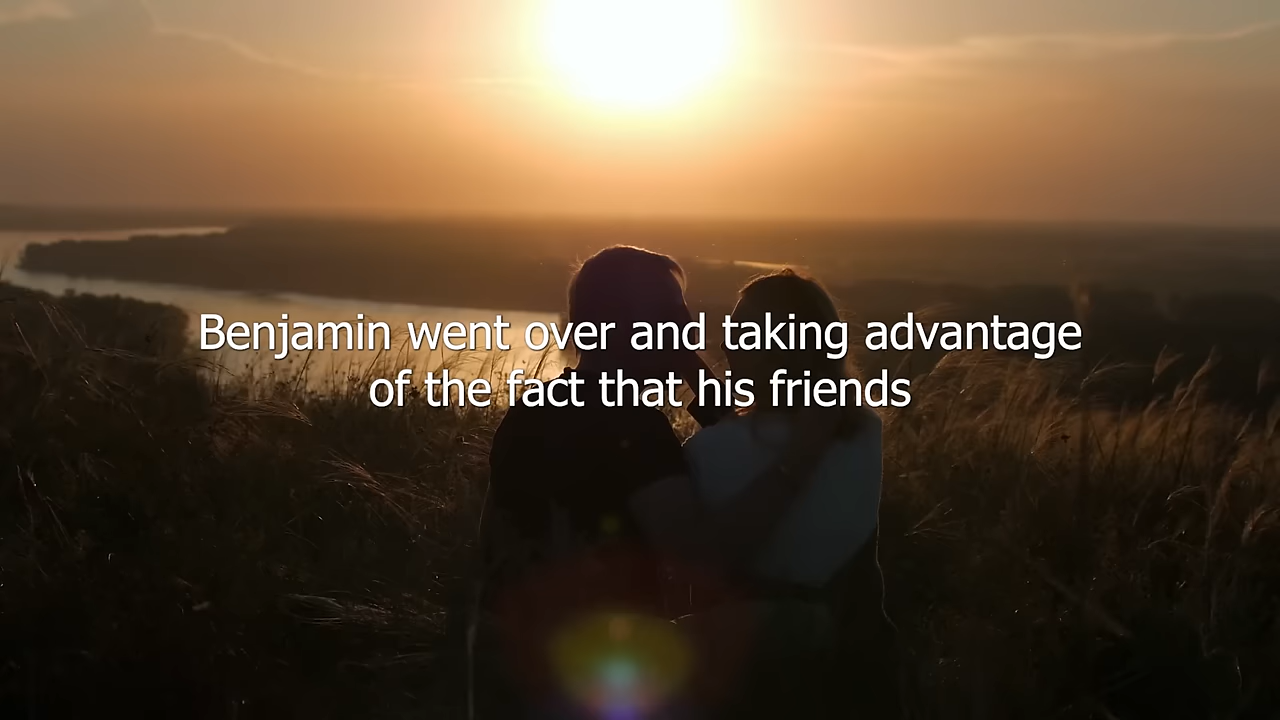 Benjamin went over and taking advantage
of the fact that his friends